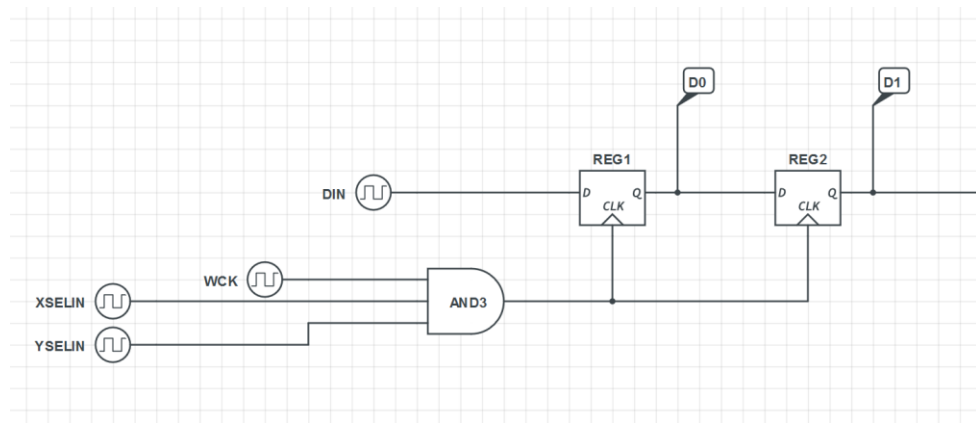 D0
D1
REG1
REG2
DIN
D
Q
CLK
D
Q
CLK
WCK
XSELIN
AND3
YSELIN